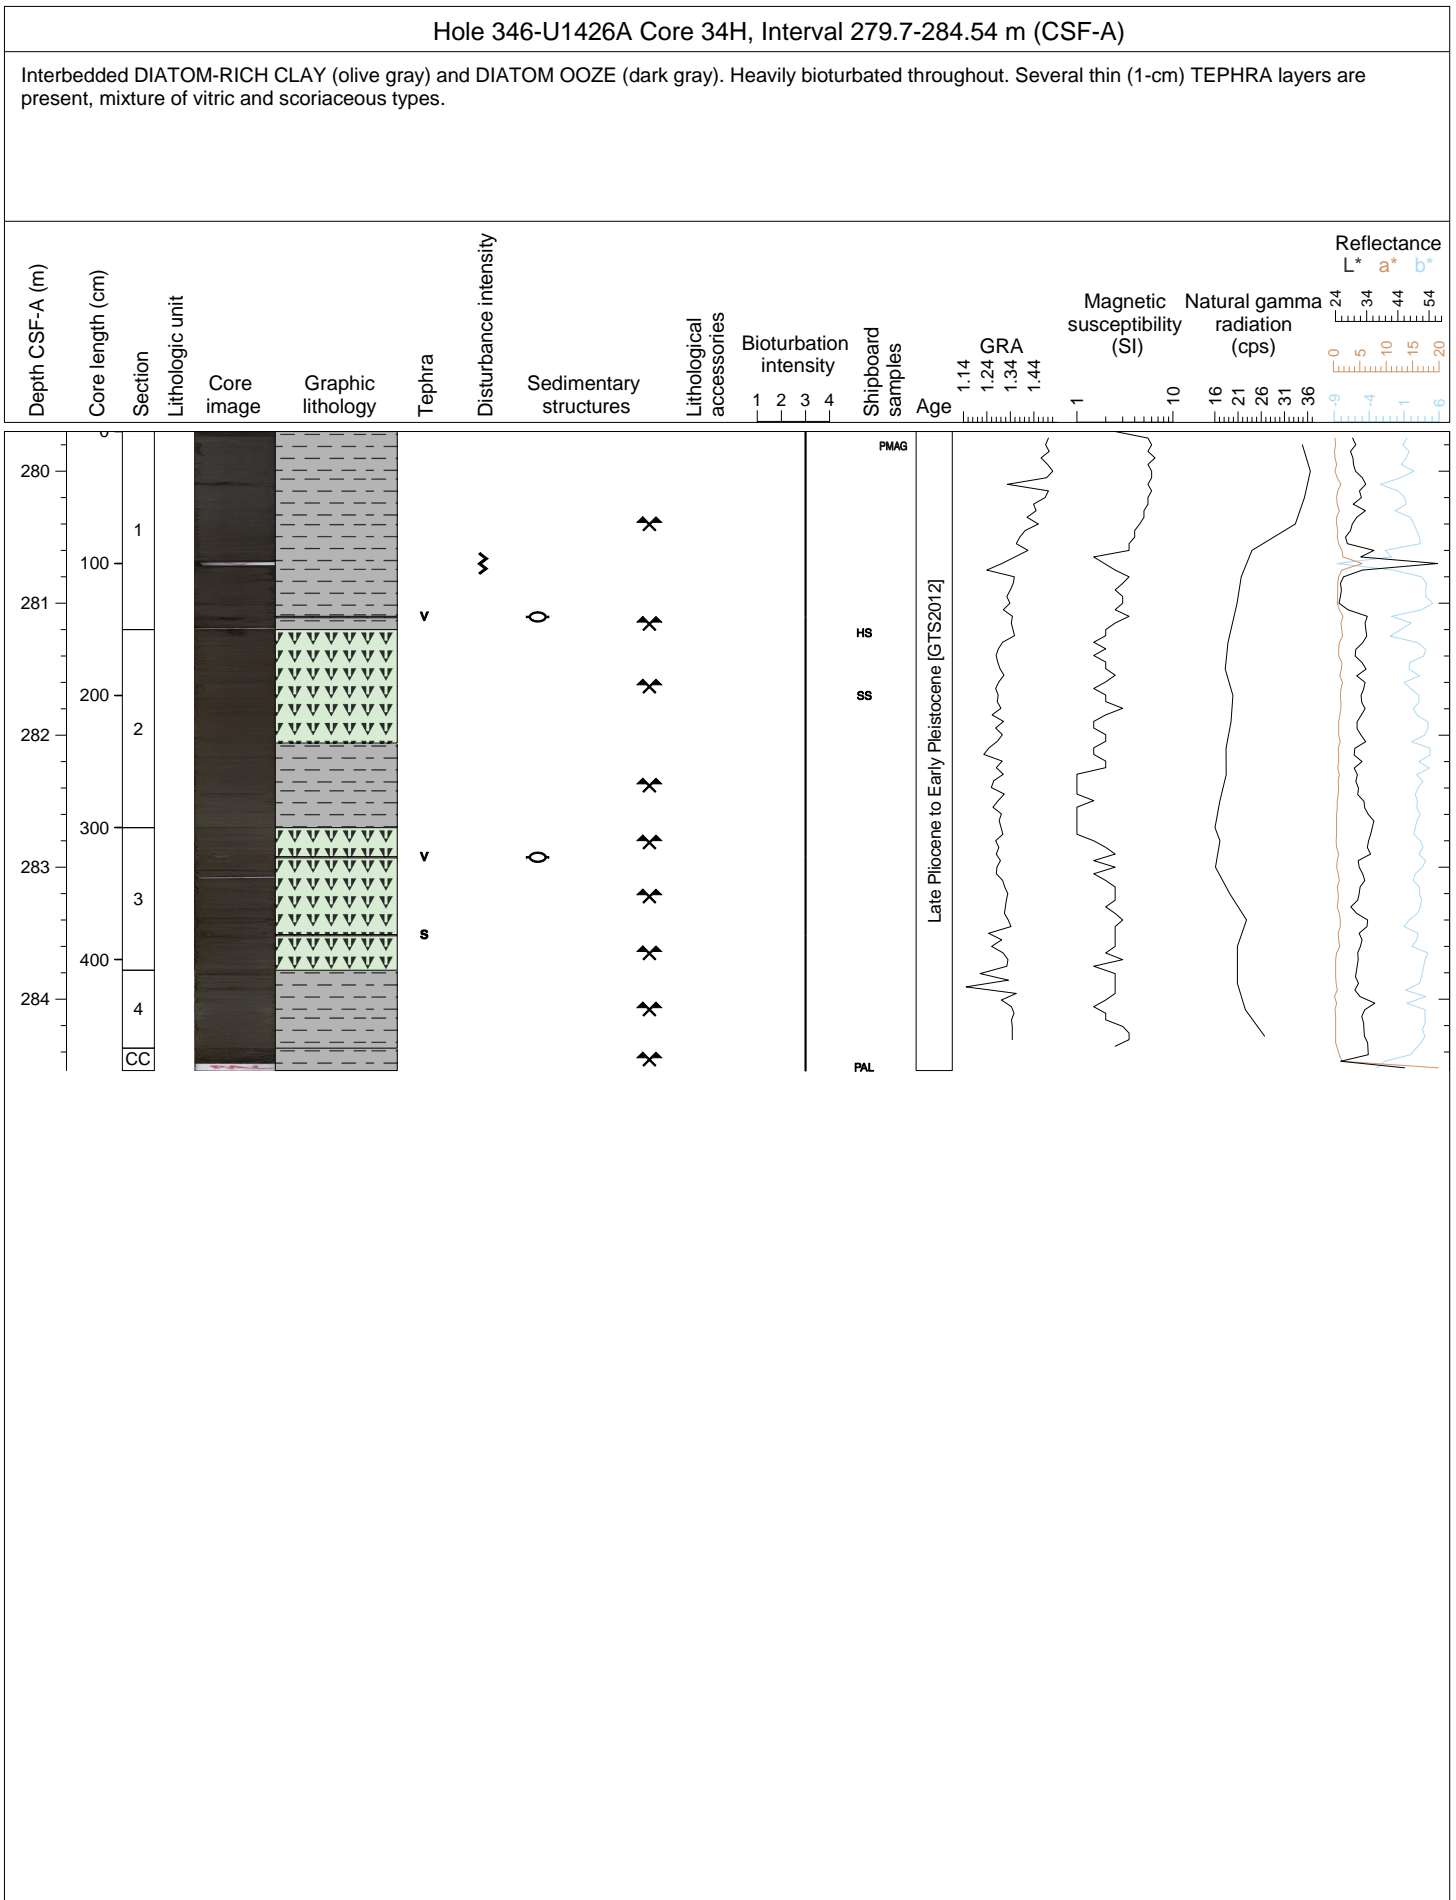 Hole 346-U1426A Core 34H, Interval 279.7-284.54 m (CSF-A)
Interbedded DIATOM-RICH CLAY (olive gray) and DIATOM OOZE (dark gray). Heavily bioturbated throughout. Several thin (1-cm) TEPHRA layers are
present, mixture of vitric and scoriaceous types.
Depth CSF-A (m)
Core length (cm)
Section
Lithologic unit
Core
image
Graphic
lithology
Tephra
Disturbance intensity
Sedimentary
structures
Lithological
accessories
Bioturbation
intensity
1 2 3 4
Shipboard
samples
Age
GRA
1.14 1.24 1.34 1.44
Magnetic
susceptibility
(SI)
1 10
Natural gamma
radiation
(cps)
16 21 26 31 36
Reflectance
L* a* b*
24 34 44 54
0 5 10 15 20
-9 -4 1 6
0
PMAG
280
1
100
281
V
HS
200
SS
282
2
300
V
283
3
S
400
284
4
CC
PAL
Late Pliocene to Early Pleistocene [GTS2012]